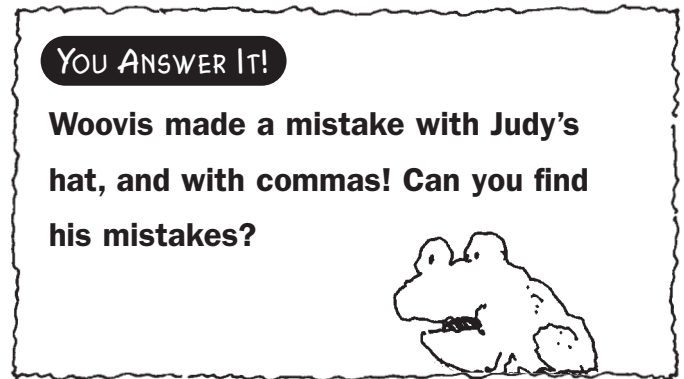 YOU ANSWER IT!
Woovis made a mistake with Judy's
hat, and with commas! Can you find
his mistakes?